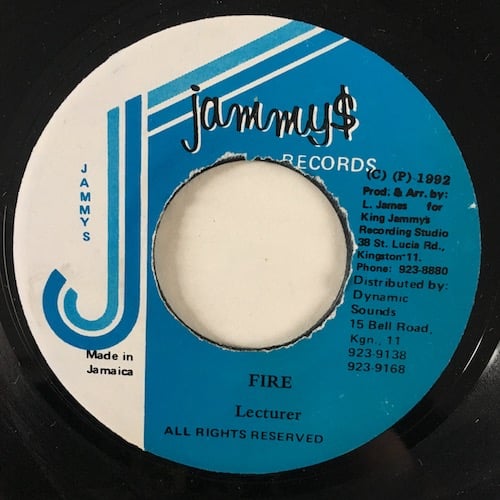 jammy$
RECORDS
JAMMYS
(C) (P) 1992
Prod: & Arr. by:
L. James for
King Jammys
Recording Studio
38 St. Lucia Rd.,
Kingston 11.
Phone: 923-8880
Distributed by:
Dynamic
Sounds
15 Bell Road,
Kgn., 11
923-9138
923-9168
Made in
Jamaica
FIRE
Lecturer
ALL RIGHTS RESERVED